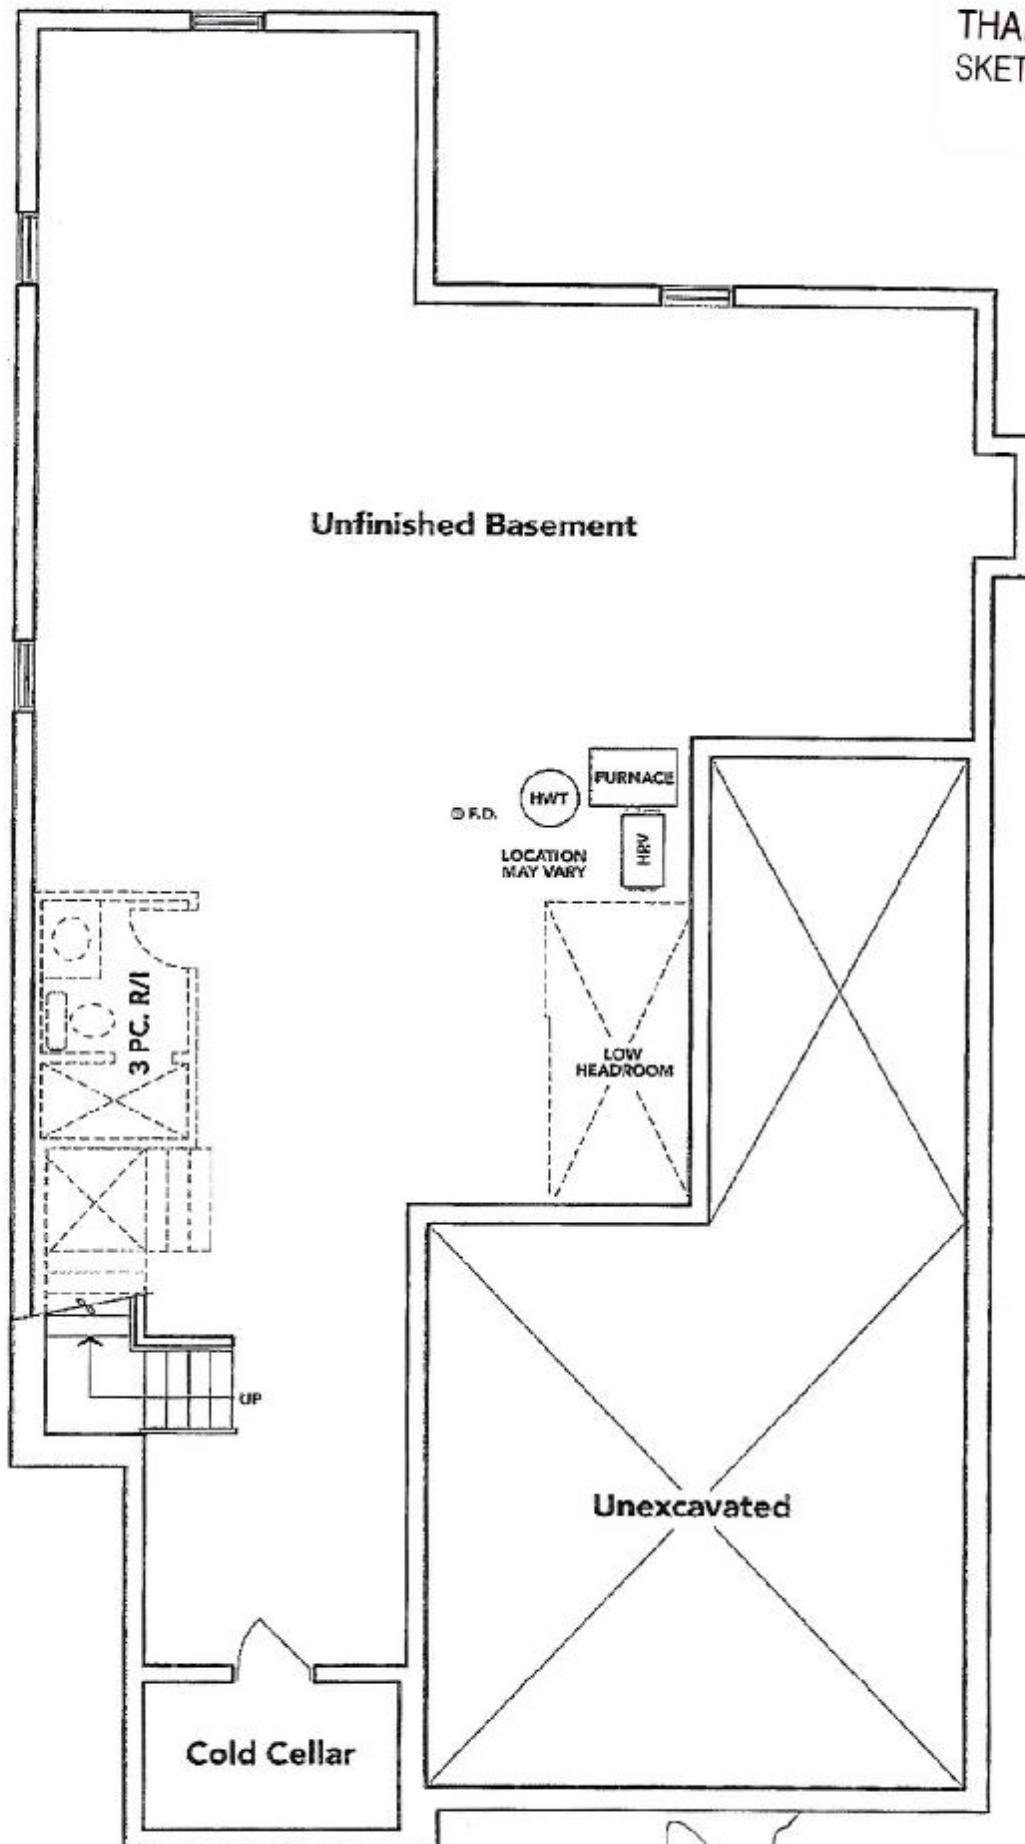 Unfinished Basement
FURNACE
HWT
F.D.
HRV
LOCATION
MAY VARY
3 PC. R/I
LOW
HEADROOM
UP
Unexcavated
Cold Cellar